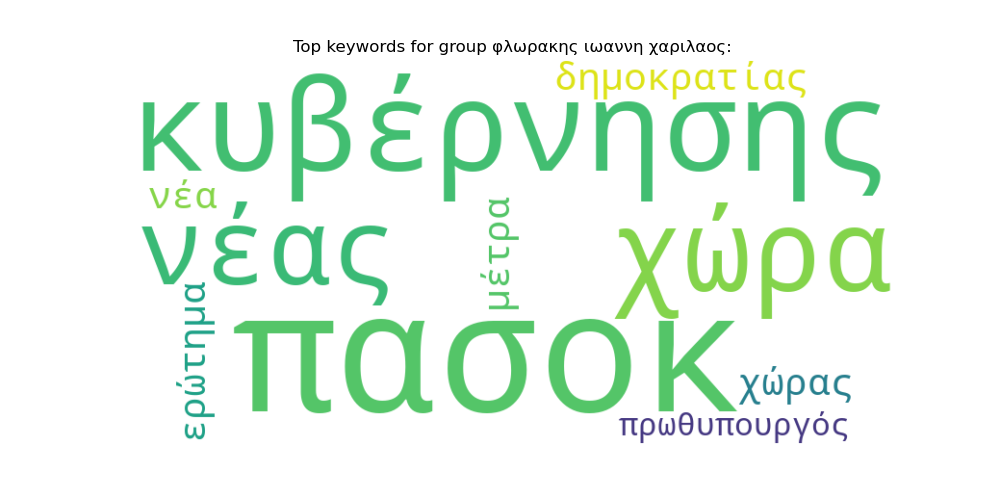 Top keywords for group φλωρακης ιωαννη χαριλαος:
δημοκρατίας
κυβέρνησης
νέα
νέας
μέτρα
χώρα
ερώτημα
πασοκ
χώρας
πρωθυπουργός